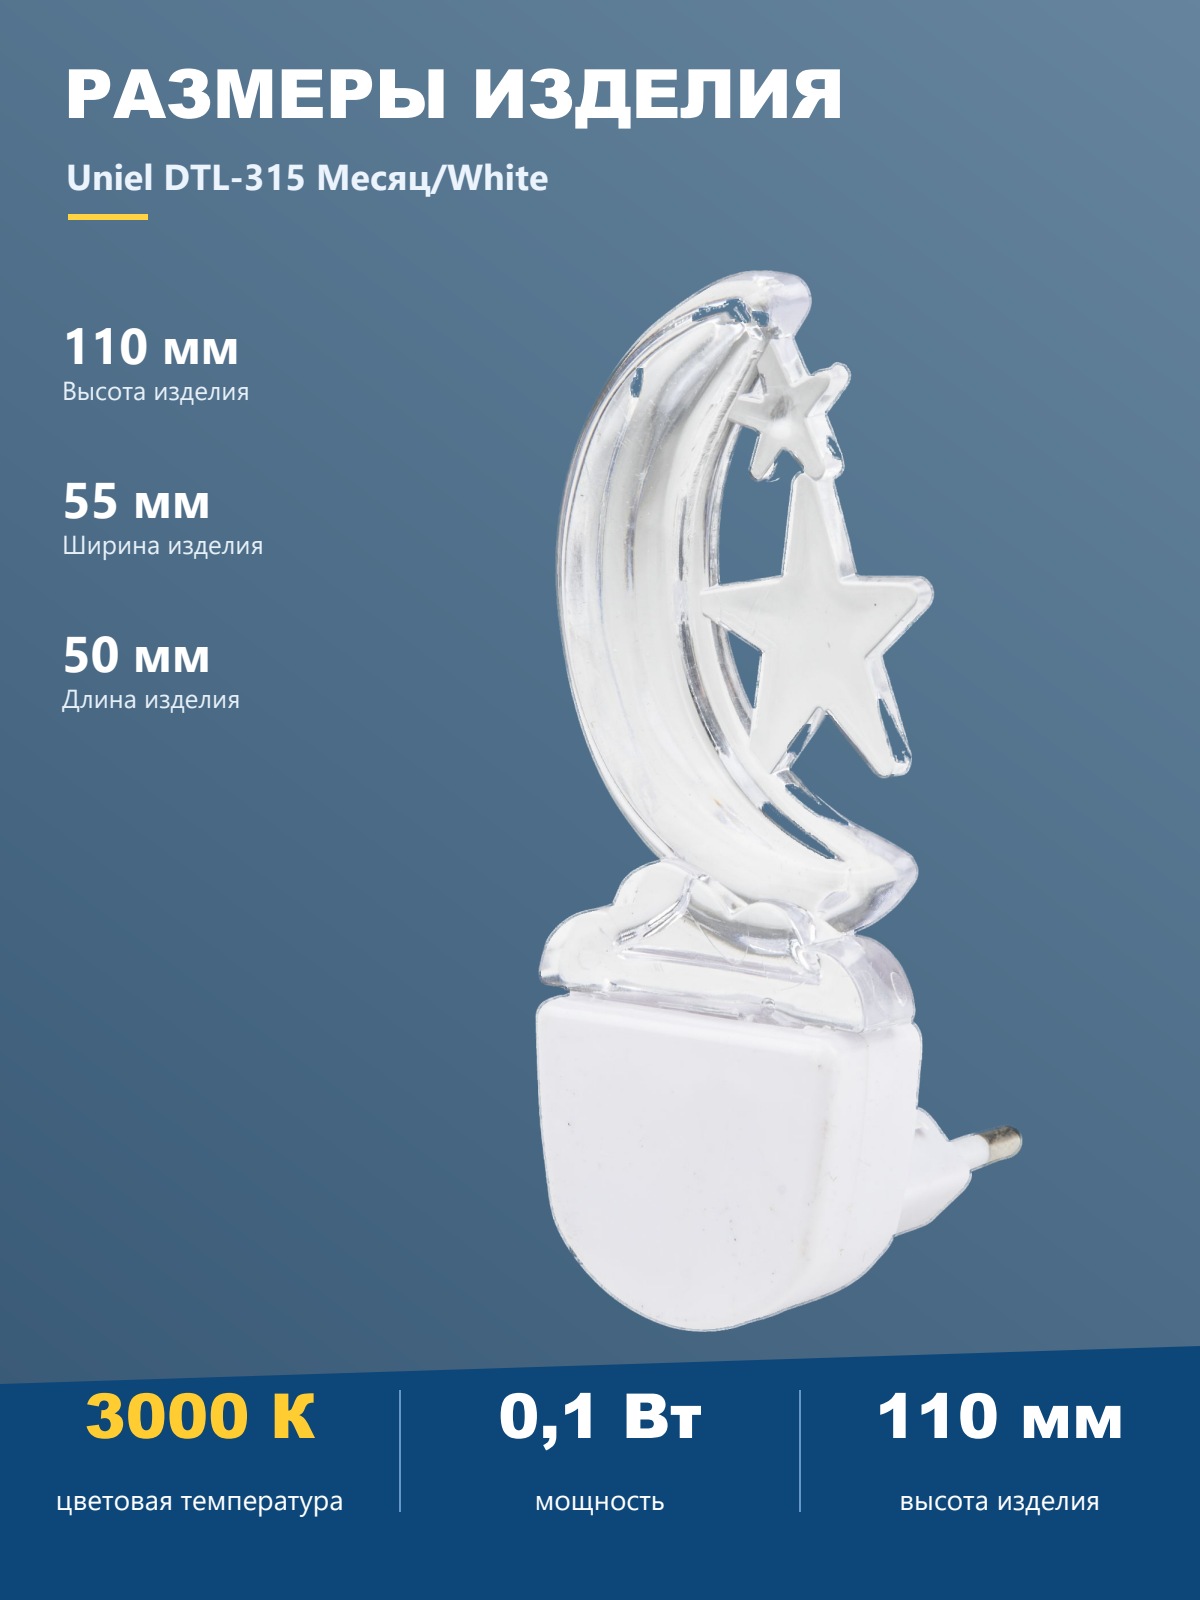 РАЗМЕРЫ ИЗДЕЛИЯ
Uniel DTL-315 Месяц/White
110 мм
Высота изделия
55 мм
Ширина изделия
50 мм
Длина изделия
3000 К
цветовая температура
0,1 Вт
мощность
110 мм
высота изделия